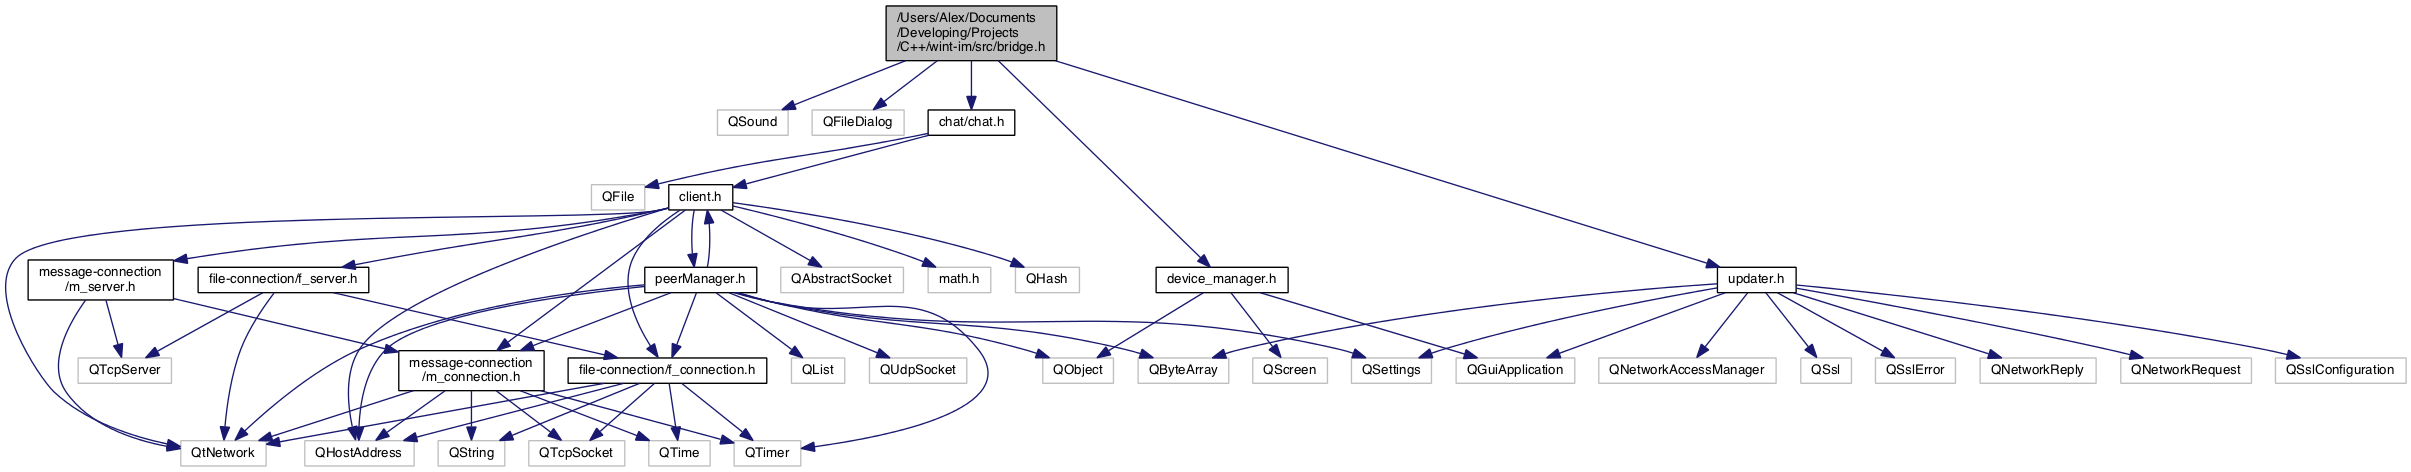 /Users/Alex/Documents
/Developing/Projects
/C++/wint-im/src/bridge.h
QSound
QFileDialog
chat/chat.h
QFile
client.h
message-connection
/m_server.h
file-connection/f_server.h
peerManager.h
QAbstractSocket
math.h
QHash
device_manager.h
updater.h
QTcpServer
message-connection
/m_connection.h
file-connection/f_connection.h
QList
QUdpSocket
QObject
QByteArray
QScreen
QSettings
QGuiApplication
QNetworkAccessManager
QSsl
QSslError
QNetworkReply
QNetworkRequest
QSslConfiguration
QtNetwork
QHostAddress
QString
QTcpSocket
QTime
QTimer